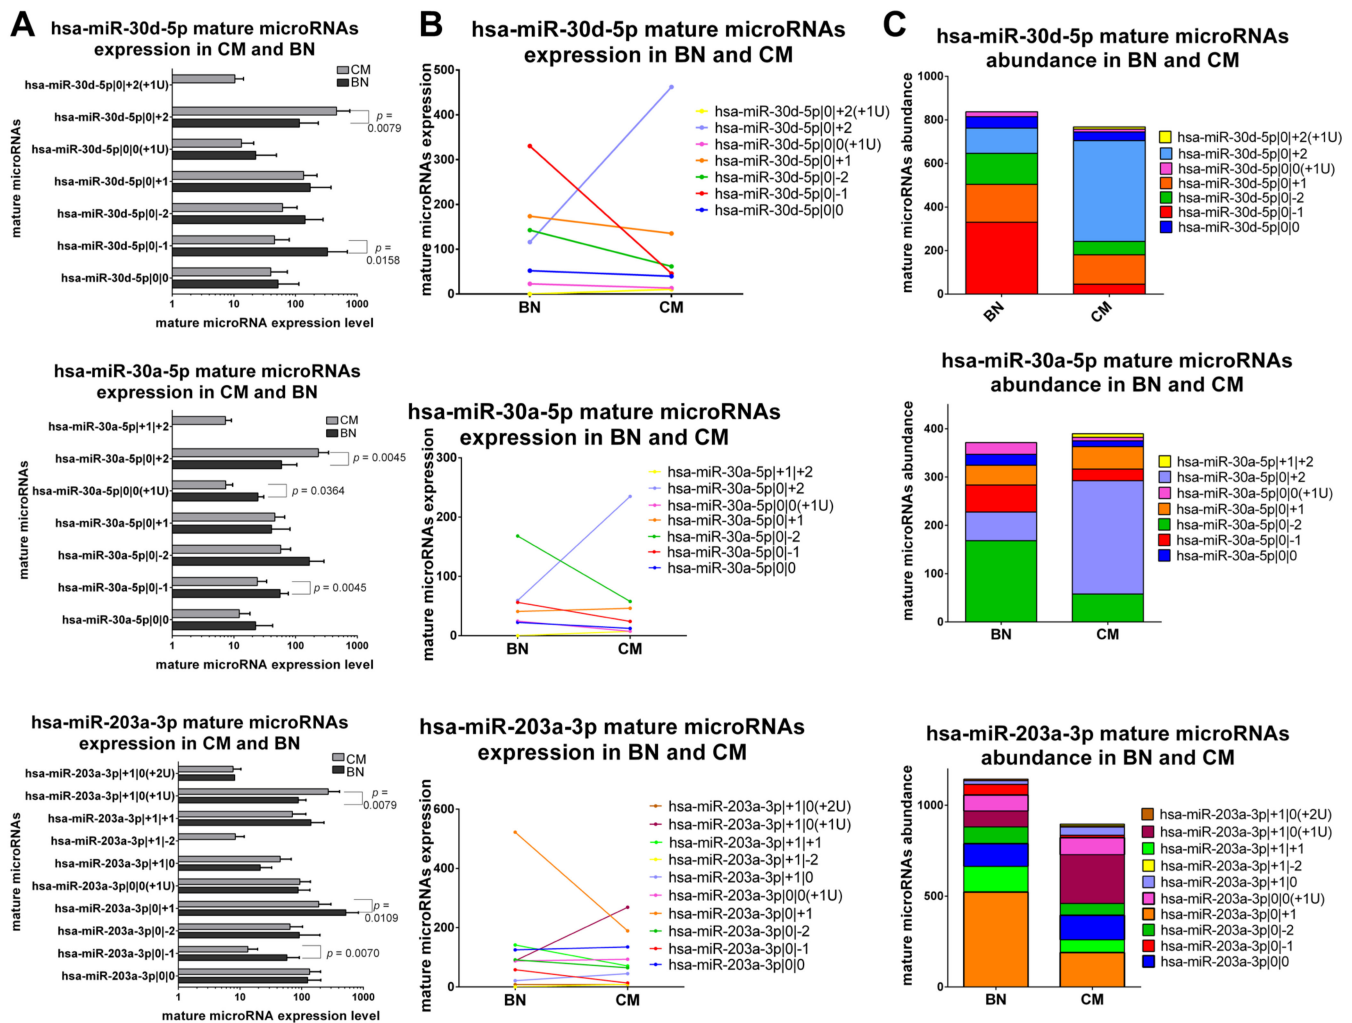 A
hsa-miR-30d-5p mature microRNAs
expression in CM and BN
CM
BN
mature microRNAs
hsa-miR-30d-5p|0|+2(+1U)
hsa-miR-30d-5p|0|+2
hsa-miR-30d-5p|0|0(+1U)
hsa-miR-30d-5p|0|+1
hsa-miR-30d-5p|0|-2
hsa-miR-30d-5p|0|-1
hsa-miR-30d-5p|0|0
p =
0.0079
p =
0.0158
1 10 100 1000
mature microRNA expression level
B
hsa-miR-30d-5p mature microRNAs
expression in BN and CM
mature microRNAs expression
500
400
300
200
100
0
BN CM
hsa-miR-30d-5p|0|+2(+1U)
hsa-miR-30d-5p|0|+2
hsa-miR-30d-5p|0|0(+1U)
hsa-miR-30d-5p|0|+1
hsa-miR-30d-5p|0|-2
hsa-miR-30d-5p|0|-1
hsa-miR-30d-5p|0|0
C
hsa-miR-30d-5p mature microRNAs
abundance in BN and CM
mature microRNAs abundance
1000
800
600
400
200
0
BN CM
hsa-miR-30d-5p|0|+2(+1U)
hsa-miR-30d-5p|0|+2
hsa-miR-30d-5p|0|0(+1U)
hsa-miR-30d-5p|0|+1
hsa-miR-30d-5p|0|-2
hsa-miR-30d-5p|0|-1
hsa-miR-30d-5p|0|0
hsa-miR-30a-5p mature microRNAs
expression in CM and BN
CM
BN
mature microRNAs
hsa-miR-30a-5p|+1|+2
hsa-miR-30a-5p|0|+2
hsa-miR-30a-5p|0|0(+1U)
hsa-miR-30a-5p|0|+1
hsa-miR-30a-5p|0|-2
hsa-miR-30a-5p|0|-1
hsa-miR-30a-5p|0|0
p = 0.0045
p = 0.0364
p = 0.0045
1 10 100 1000
mature microRNA expression level
hsa-miR-30a-5p mature microRNAs
expression in BN and CM
mature microRNAs expression
300
200
100
0
BN CM
hsa-miR-30a-5p|+1|+2
hsa-miR-30a-5p|0|+2
hsa-miR-30a-5p|0|0(+1U)
hsa-miR-30a-5p|0|+1
hsa-miR-30a-5p|0|-2
hsa-miR-30a-5p|0|-1
hsa-miR-30a-5p|0|0
hsa-miR-30a-5p mature microRNAs
abundance in BN and CM
mature microRNAs abundance
400
300
200
100
0
BN CM
hsa-miR-30a-5p|+1|+2
hsa-miR-30a-5p|0|+2
hsa-miR-30a-5p|0|0(+1U)
hsa-miR-30a-5p|0|+1
hsa-miR-30a-5p|0|-2
hsa-miR-30a-5p|0|-1
hsa-miR-30a-5p|0|0
hsa-miR-203a-3p mature microRNAs
expression in CM and BN
CM
BN
mature microRNAs
hsa-miR-203a-3p|+1|0(+2U)
hsa-miR-203a-3p|+1|0(+1U)
hsa-miR-203a-3p|+1|+1
hsa-miR-203a-3p|+1|-2
hsa-miR-203a-3p|+1|0
hsa-miR-203a-3p|0|0(+1U)
hsa-miR-203a-3p|0|+1
hsa-miR-203a-3p|0|-2
hsa-miR-203a-3p|0|-1
hsa-miR-203a-3p|0|0
p =
0.0079
p =
0.0109
p = 0.0070
1 10 100 1000
mature microRNA expression level
hsa-miR-203a-3p mature microRNAs
expression in BN and CM
mature microRNAs expression
600
400
200
0
BN CM
hsa-miR-203a-3p|+1|0(+2U)
hsa-miR-203a-3p|+1|0(+1U)
hsa-miR-203a-3p|+1|+1
hsa-miR-203a-3p|+1|-2
hsa-miR-203a-3p|+1|0
hsa-miR-203a-3p|0|0(+1U)
hsa-miR-203a-3p|0|+1
hsa-miR-203a-3p|0|-2
hsa-miR-203a-3p|0|-1
hsa-miR-203a-3p|0|0
hsa-miR-203a-3p mature microRNAs
abundance in BN and CM
mature microRNAs abundance
1000
500
0
BN CM
hsa-miR-203a-3p|+1|0(+2U)
hsa-miR-203a-3p|+1|0(+1U)
hsa-miR-203a-3p|+1|+1
hsa-miR-203a-3p|+1|-2
hsa-miR-203a-3p|+1|0
hsa-miR-203a-3p|0|0(+1U)
hsa-miR-203a-3p|0|+1
hsa-miR-203a-3p|0|-2
hsa-miR-203a-3p|0|-1
hsa-miR-203a-3p|0|0